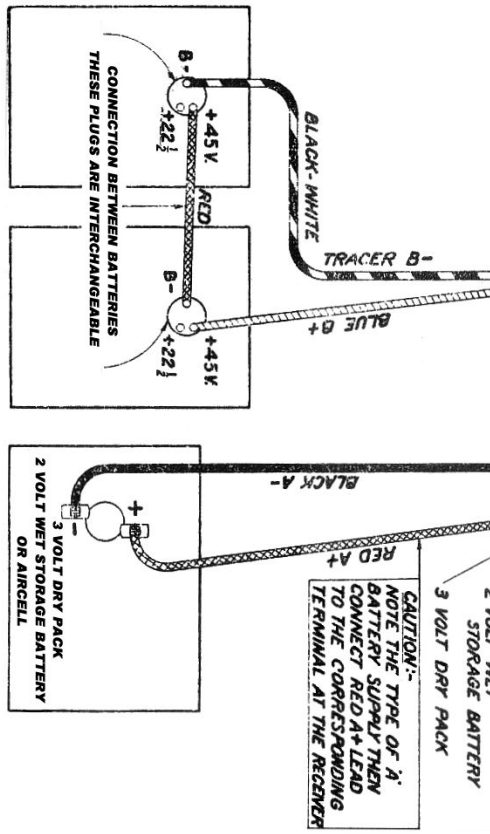 B-
+45V.
+22½
CONNECTION BETWEEN BATTERIES
THESE PLUGS ARE INTERCHANGEABLE
RED
BLACK-WHITE
TRACER B-
B-
+45V.
+22½
BLUE B+
BLACK A-
- +
3 VOLT DRY PACK
2 VOLT WET STORAGE BATTERY
OR AIRCELL
RED A+
STORAGE BATTERY
3 VOLT DRY PACK
CAUTION:-
NOTE THE TYPE OF 'A'
BATTERY SUPPLY THEN
CONNECT RED A+ LEAD
TO THE CORRESPONDING
TERMINAL AT THE RECEIVER